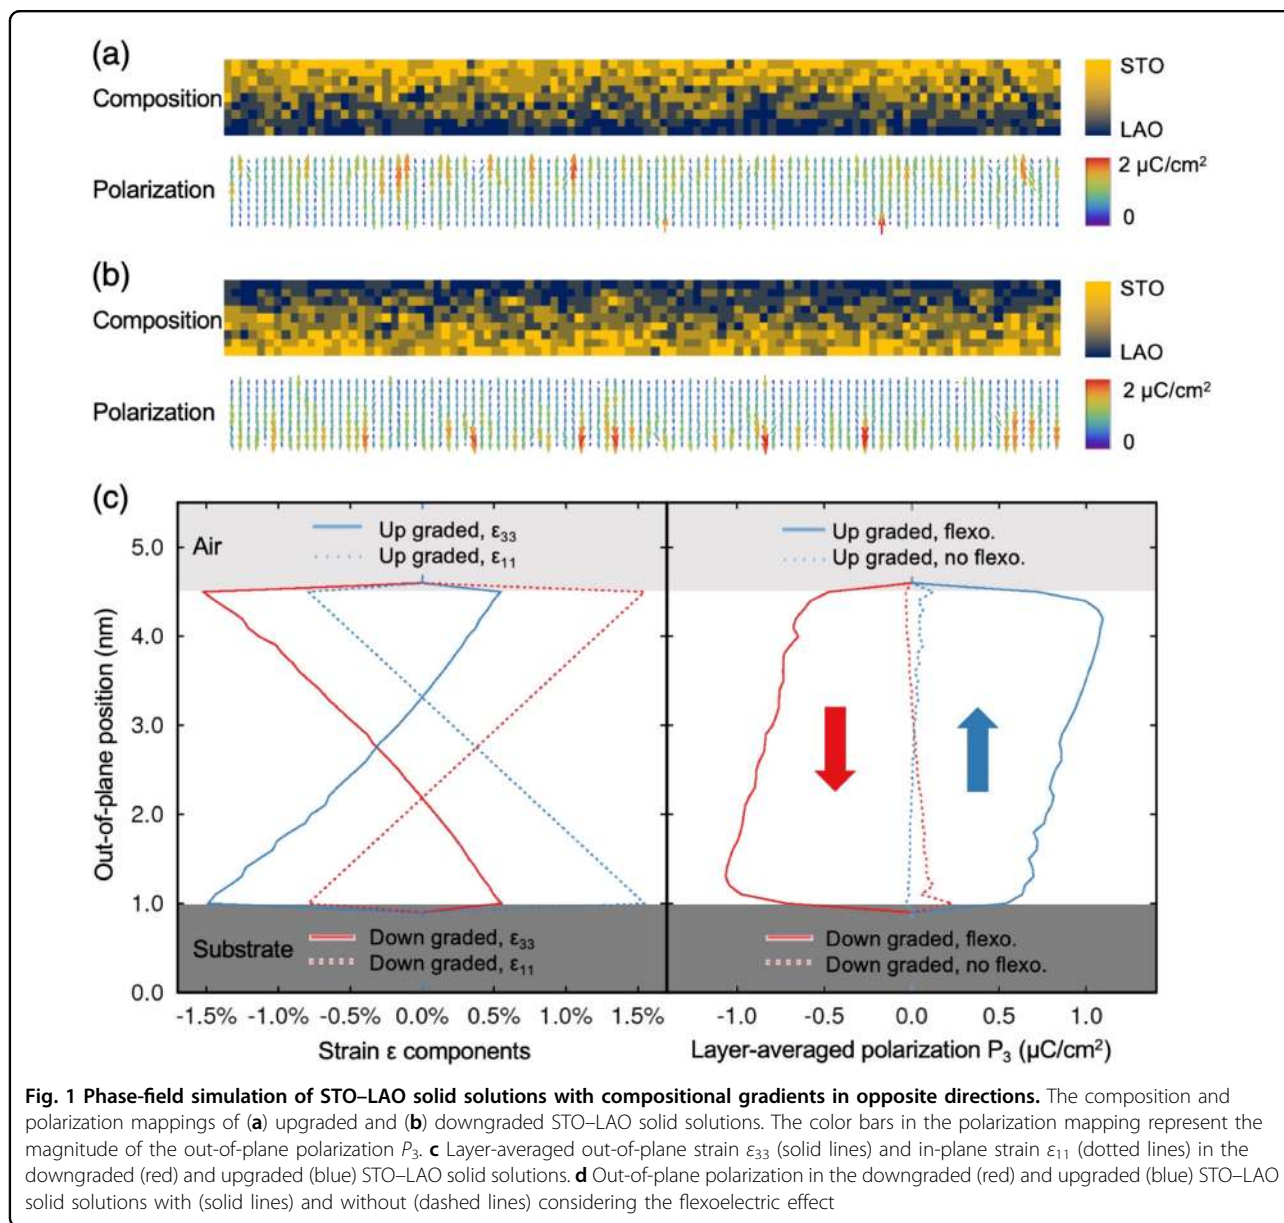 (a)
Composition
STO
LAO
Polarization
2 μC/cm²
0
(b)
Composition
STO
LAO
Polarization
2 μC/cm²
0
(c)
Out-of-plane position (nm)
5.0
4.0
3.0
2.0
1.0
0.0
Air
Up graded, ε₃₃
Up graded, ε₁₁
Substrate
Down graded, ε₃₃
Down graded, ε₁₁
-1.5% -1.0% -0.5% 0.0% 0.5% 1.0% 1.5%
Strain ε components
Up graded, flexo.
Up graded, no flexo.
Down graded, flexo.
Down graded, no flexo.
-1.0 -0.5 0.0 0.5 1.0
Layer-averaged polarization P₃ (μC/cm²)
Fig. 1 Phase-field simulation of STO–LAO solid solutions with compositional gradients in opposite directions. The composition and
polarization mappings of (a) upgraded and (b) downgraded STO–LAO solid solutions. The color bars in the polarization mapping represent the
magnitude of the out-of-plane polarization P₃. c Layer-averaged out-of-plane strain ε₃₃ (solid lines) and in-plane strain ε₁₁ (dotted lines) in the
downgraded (red) and upgraded (blue) STO–LAO solid solutions. d Out-of-plane polarization in the downgraded (red) and upgraded (blue) STO–LAO
solid solutions with (solid lines) and without (dashed lines) considering the flexoelectric effect